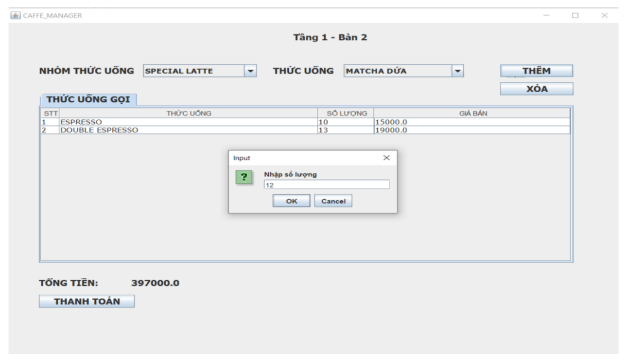 CAFFE_MANAGER
Tầng 1 - Bàn 2
NHÓM THỨC UỐNG SPECIAL LATTE THỨC UỐNG MATCHA DỨA THÊM
XÓA
THỨC UỐNG GỌI
STT THỨC UỐNG SỐ LƯỢNG GIÁ BÁN
1 ESPRESSO 10 15000.0
2 DOUBLE ESPRESSO 13 19000.0
Input
Nhập số lượng
12
OK Cancel
TỔNG TIỀN: 397000.0
THANH TOÁN